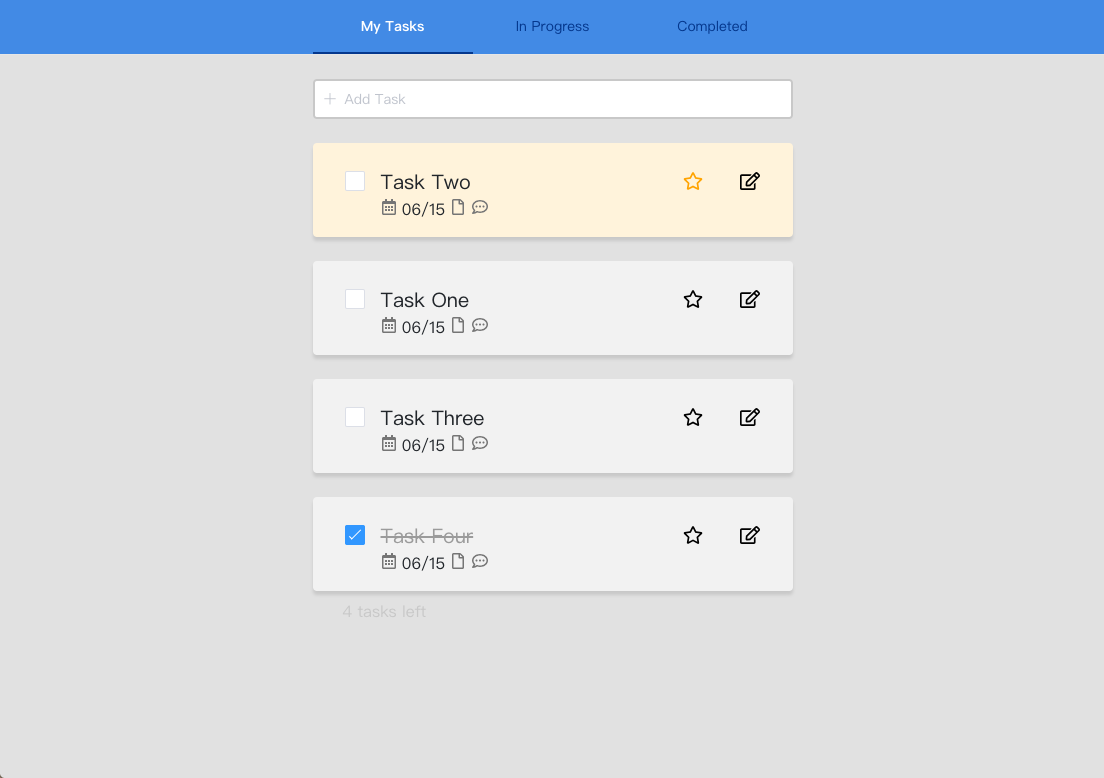 My Tasks In Progress Completed
Add Task
Task Two
06/15
Task One
06/15
Task Three
06/15
Task Four
06/15
4 tasks left